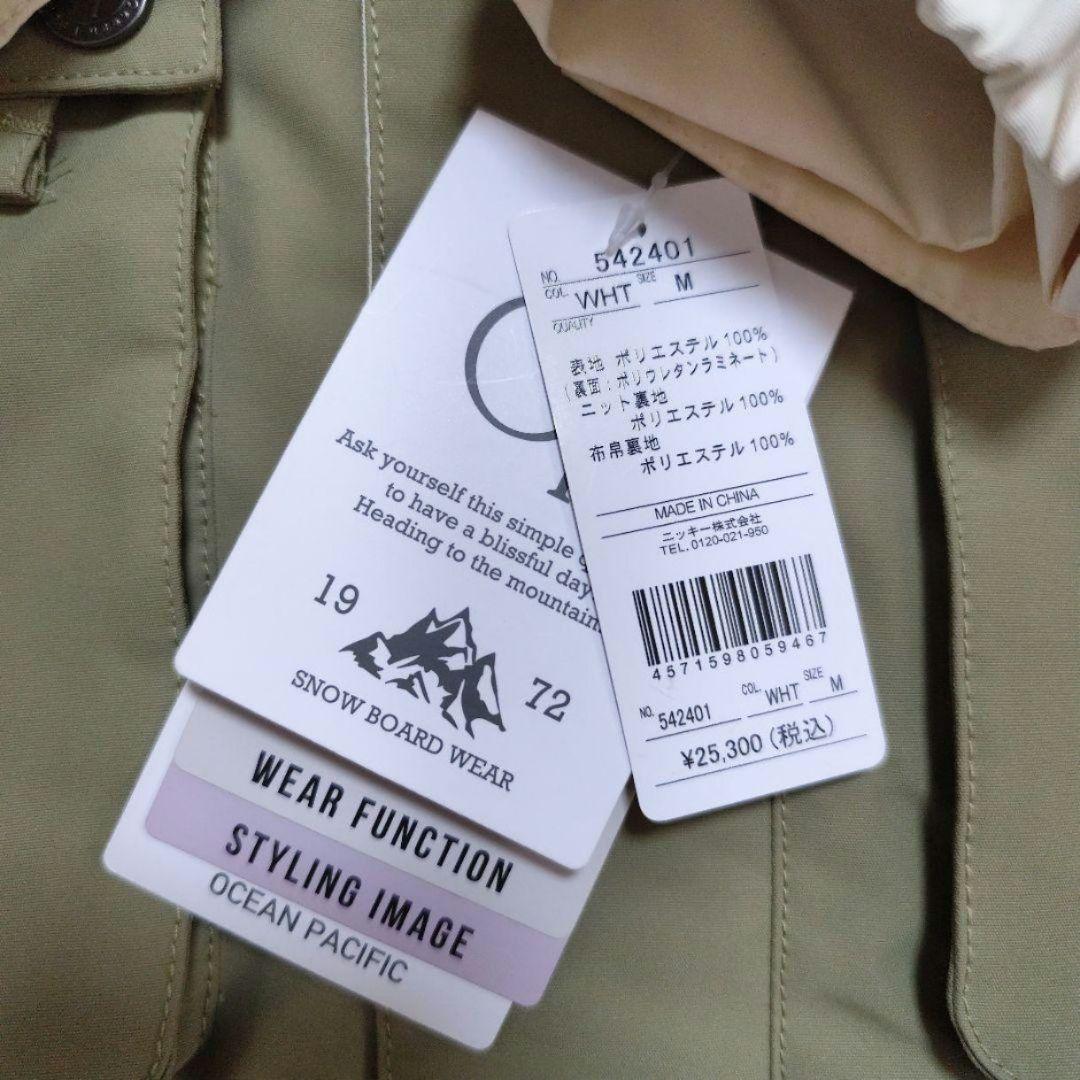 NO. 542401
COL. WHT SIZE M
QUALITY
表地 ポリエステル 100%
(裏面:ポリウレタンラミネート)
ニット裏地
ポリエステル 100%
布帛裏地
ポリエステル 100%
MADE IN CHINA
ニッキー株式会社
TEL. 0120-021-950
4571598059467
COL. WHT SIZE M
NO. 542401
¥25,300(税込)
Ask yourself this simple
to have a blissful day
Heading to the mountain
19
72
SNOW BOARD WEAR
WEAR FUNCTION
STYLING IMAGE
OCEAN PACIFIC